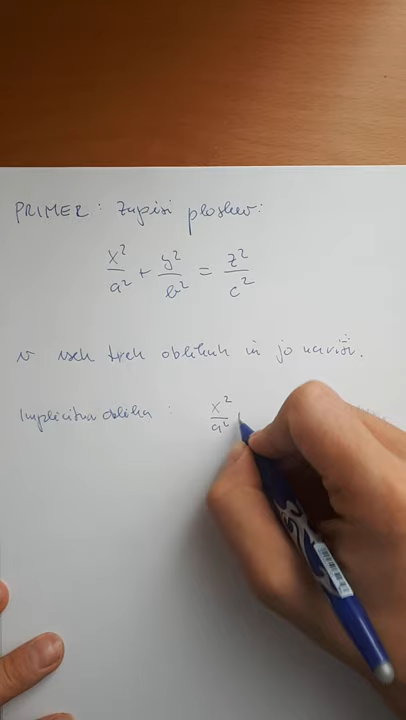 PRIMER: Zapiši ploskev:
x²/a² + y²/b² = z²/c²
v vseh treh oblikah in jo nariši.
Implicitna oblika: x²/a²